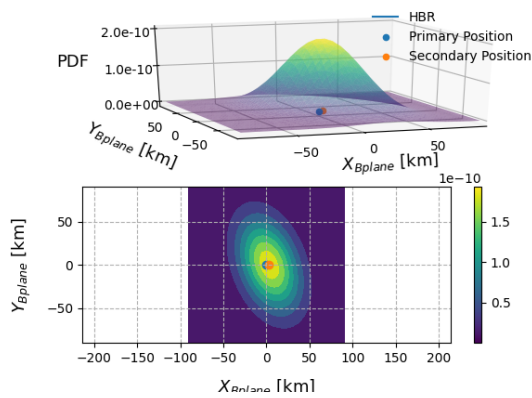 2.0e-10
1.0e-10
0.0e+00
PDF
HBR
Primary Position
Secondary Position
50
0
−50
Y_Bplane [km]
−50
0
50
X_Bplane [km]
1e−10
50
0
−50
Y_Bplane [km]
−200
−150
−100
−50
0
50
100
150
200
X_Bplane [km]
1.5
1.0
0.5